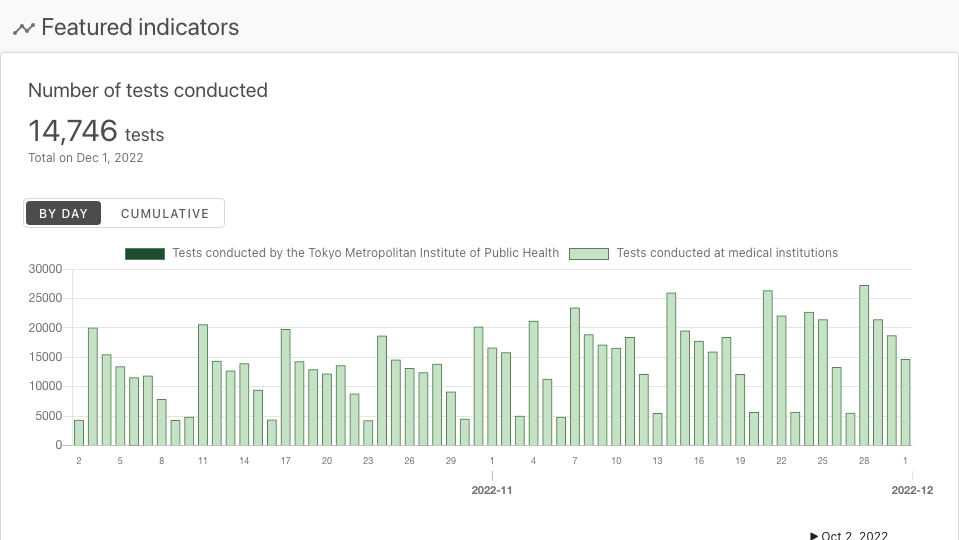 Featured indicators
Number of tests conducted
14,746 tests
Total on Dec 1, 2022
BY DAY CUMULATIVE
Tests conducted by the Tokyo Metropolitan Institute of Public Health Tests conducted at medical institutions
30000
25000
20000
15000
10000
5000
0
2 5 8 11 14 17 20 23 26 29 1 4 7 10 13 16 19 22 25 28 1
2022-11 2022-12
Oct 2, 2022